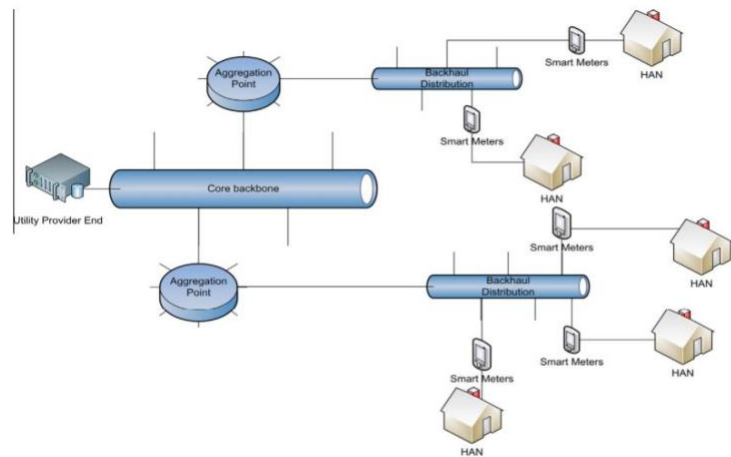 Smart Meters
HAN
Aggregation
Point
Backhaul
Distribution
Smart Meters
HAN
Core backbone
Utility Provider End
Smart Meters
HAN
Aggregation
Point
Backhaul
Distribution
Smart Meters
HAN
Smart Meters
HAN